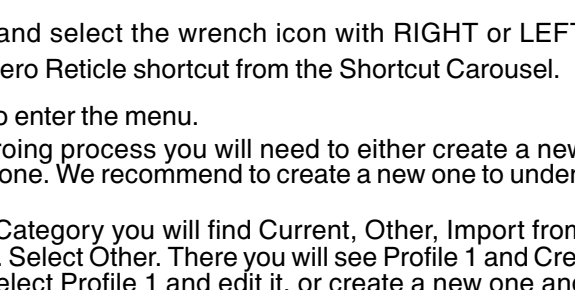 and select the wrench icon with RIGHT or LEFT
ero Reticle shortcut from the Shortcut Carousel.
o enter the menu.
roing process you will need to either create a new
one. We recommend to create a new one to under
Category you will find Current, Other, Import from
. Select Other. There you will see Profile 1 and Cre
elect Profile 1 and edit it, or create a new one and